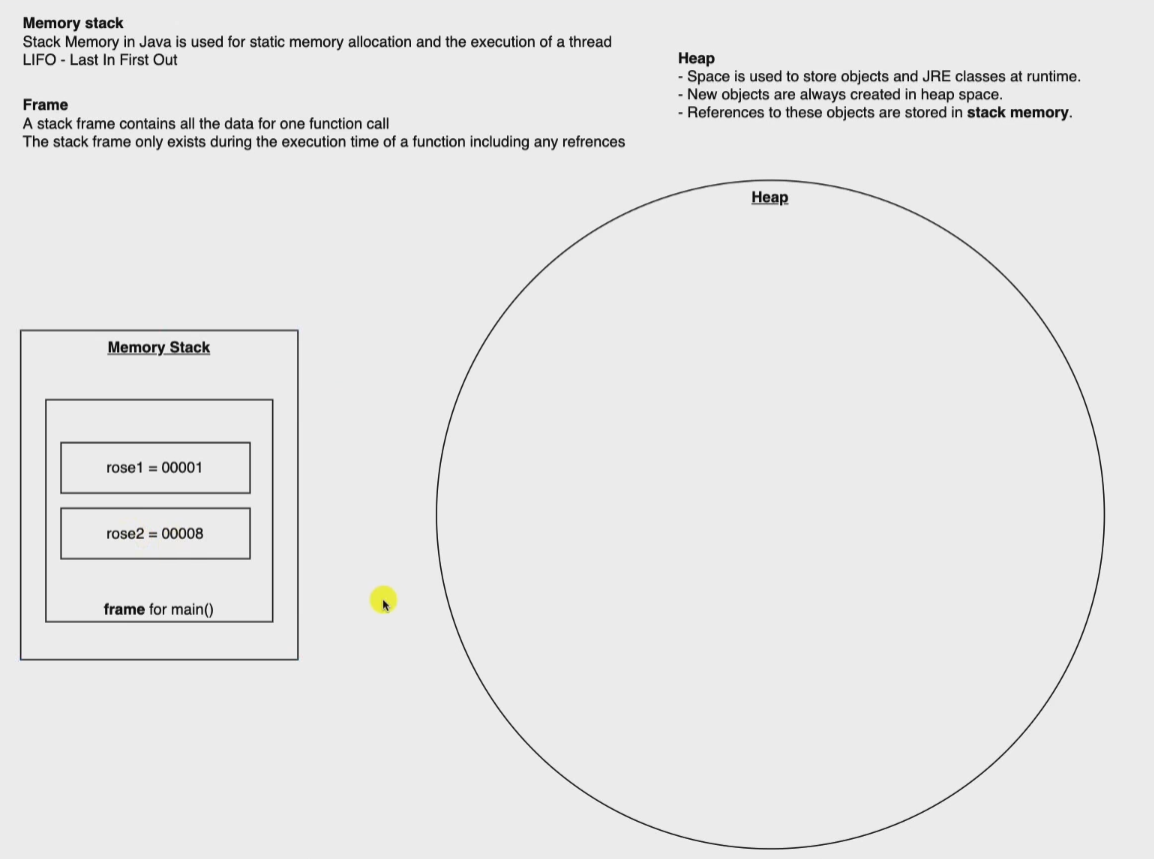 Memory stack
Stack Memory in Java is used for static memory allocation and the execution of a thread
LIFO - Last In First Out
Frame
A stack frame contains all the data for one function call
The stack frame only exists during the execution time of a function including any refrences
Heap
- Space is used to store objects and JRE classes at runtime.
- New objects are always created in heap space.
- References to these objects are stored in stack memory.
Heap
Memory Stack
rose1 = 00001
rose2 = 00008
frame for main()